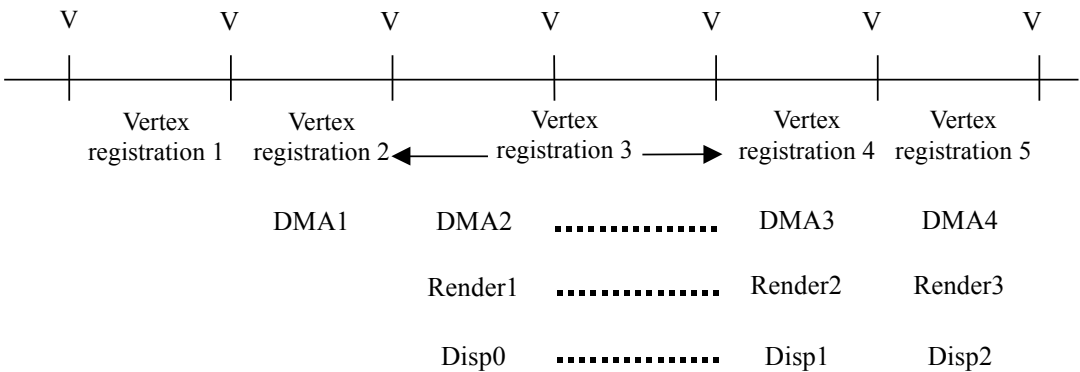 V V V V V V V
Vertex registration 1 Vertex registration 2 Vertex registration 3 Vertex registration 4 Vertex registration 5
DMA1 DMA2 DMA3 DMA4
Render1 Render2 Render3
Disp0 Disp1 Disp2